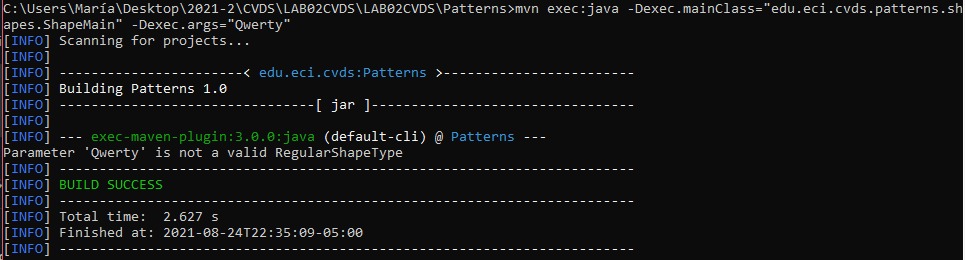 C:\Users\María\Desktop\2021-2\CVDS\LAB02CVDS\LAB02CVDS\Patterns>mvn exec:java -Dexec.mainClass="edu.eci.cvds.patterns.sh
apes.ShapeMain" -Dexec.args="Qwerty"
[INFO] Scanning for projects...
[INFO]
[INFO] -----------------------< edu.eci.cvds:Patterns >------------------------
[INFO] Building Patterns 1.0
[INFO] --------------------------------[ jar ]---------------------------------
[INFO]
[INFO] --- exec-maven-plugin:3.0.0:java (default-cli) @ Patterns ---
Parameter 'Qwerty' is not a valid RegularShapeType
[INFO] ------------------------------------------------------------------------
[INFO] BUILD SUCCESS
[INFO] ------------------------------------------------------------------------
[INFO] Total time:  2.627 s
[INFO] Finished at: 2021-08-24T22:35:09-05:00
[INFO] ------------------------------------------------------------------------